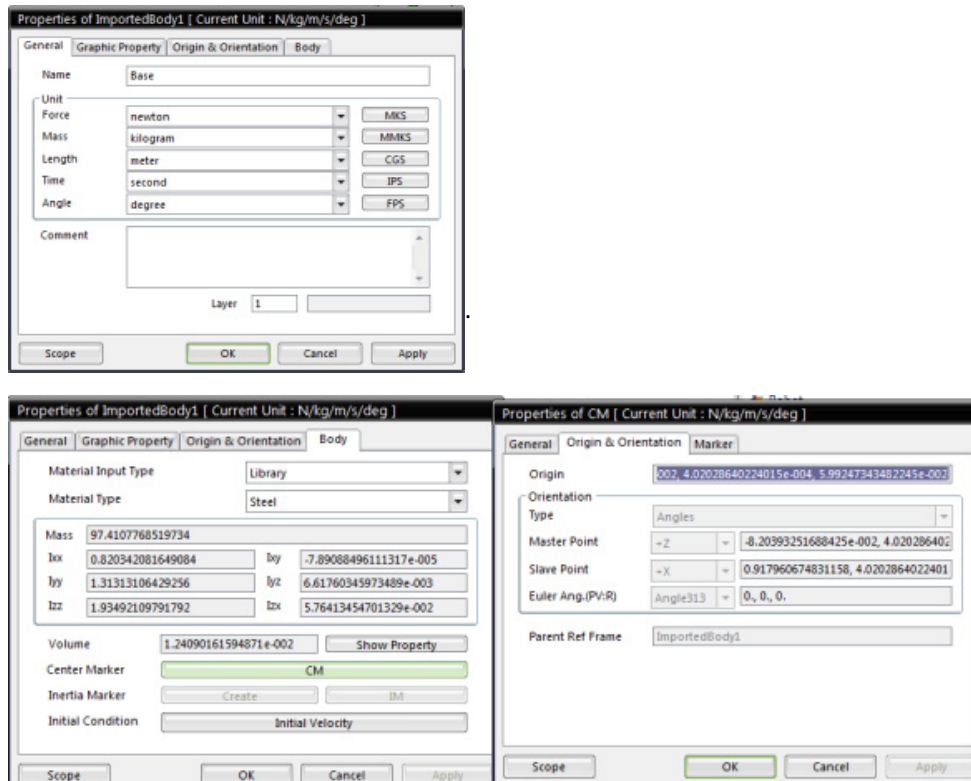 Properties of ImportedBody1 [ Current Unit : N/kg/m/s/deg ]
General Graphic Property Origin & Orientation Body
Name Base
Unit
Force newton MKS
Mass kilogram MMKS
Length meter CGS
Time second IPS
Angle degree FPS
Comment
Layer 1
Scope OK Cancel Apply
.
Properties of ImportedBody1 [ Current Unit : N/kg/m/s/deg ]
General Graphic Property Origin & Orientation Body
Material Input Type Library
Material Type Steel
Mass 97.4107768519734
Ixx 0.820342081649084 Ixy -7.89088496111317e-005
Iyy 1.31313106429256 Iyz 6.61760345973489e-003
Izz 1.93492109791792 Izx 5.76413454701329e-002
Volume 1.24090161594871e-002 Show Property
Center Marker CM
Inertia Marker Create IM
Initial Condition Initial Velocity
Scope OK Cancel Apply
Properties of CM [ Current Unit : N/kg/m/s/deg ]
General Origin & Orientation Marker
Origin 002, 4.02028640224015e-004, 5.99247343482245e-002
Orientation
Type Angles
Master Point +Z -8.20393251688425e-002, 4.020286402
Slave Point +X 0.917960674831158, 4.0202864022401
Euler Ang.(PV:R) Angle313 0., 0., 0.
Parent Ref Frame ImportedBody1
Scope OK Cancel Apply